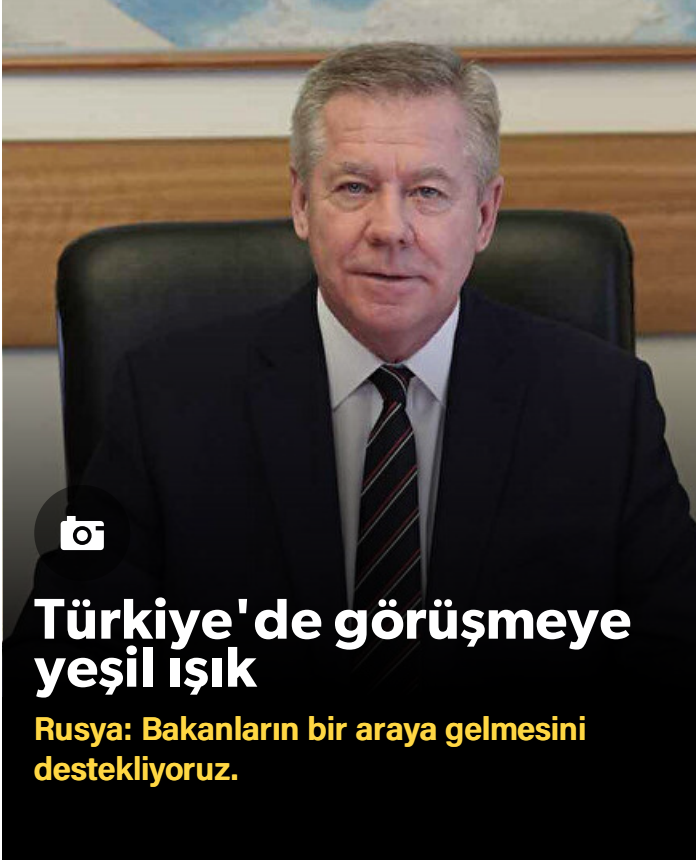 Türkiye'de görüşmeye
yeşil ışık
Rusya: Bakanların bir araya gelmesini
destekliyoruz.